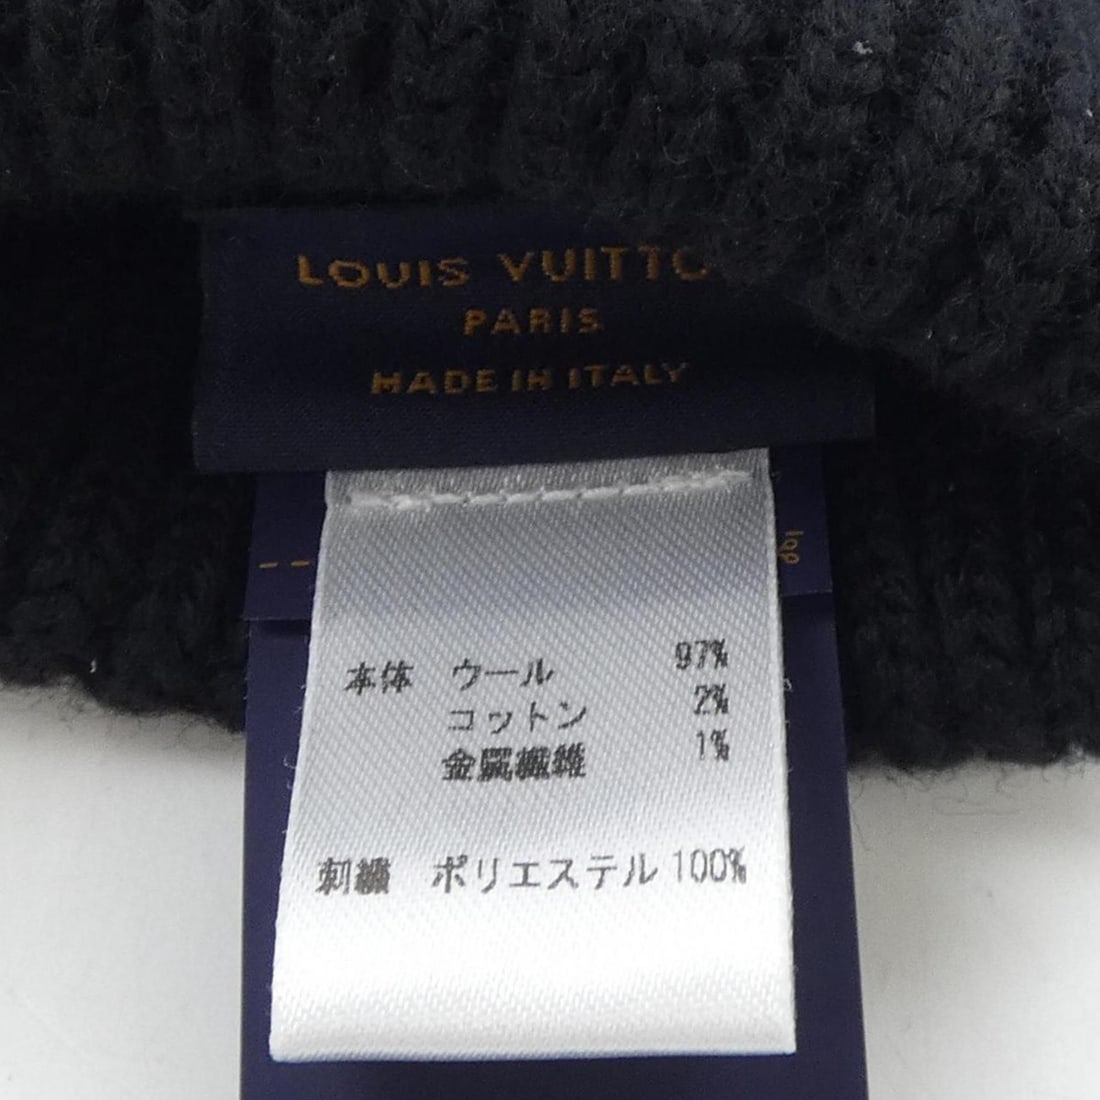 LOUIS VUITTO
PARIS
MADE IN ITALY
本体 ウール 97%
コットン 2%
金属繊維 1%
刺繍 ポリエステル 100%